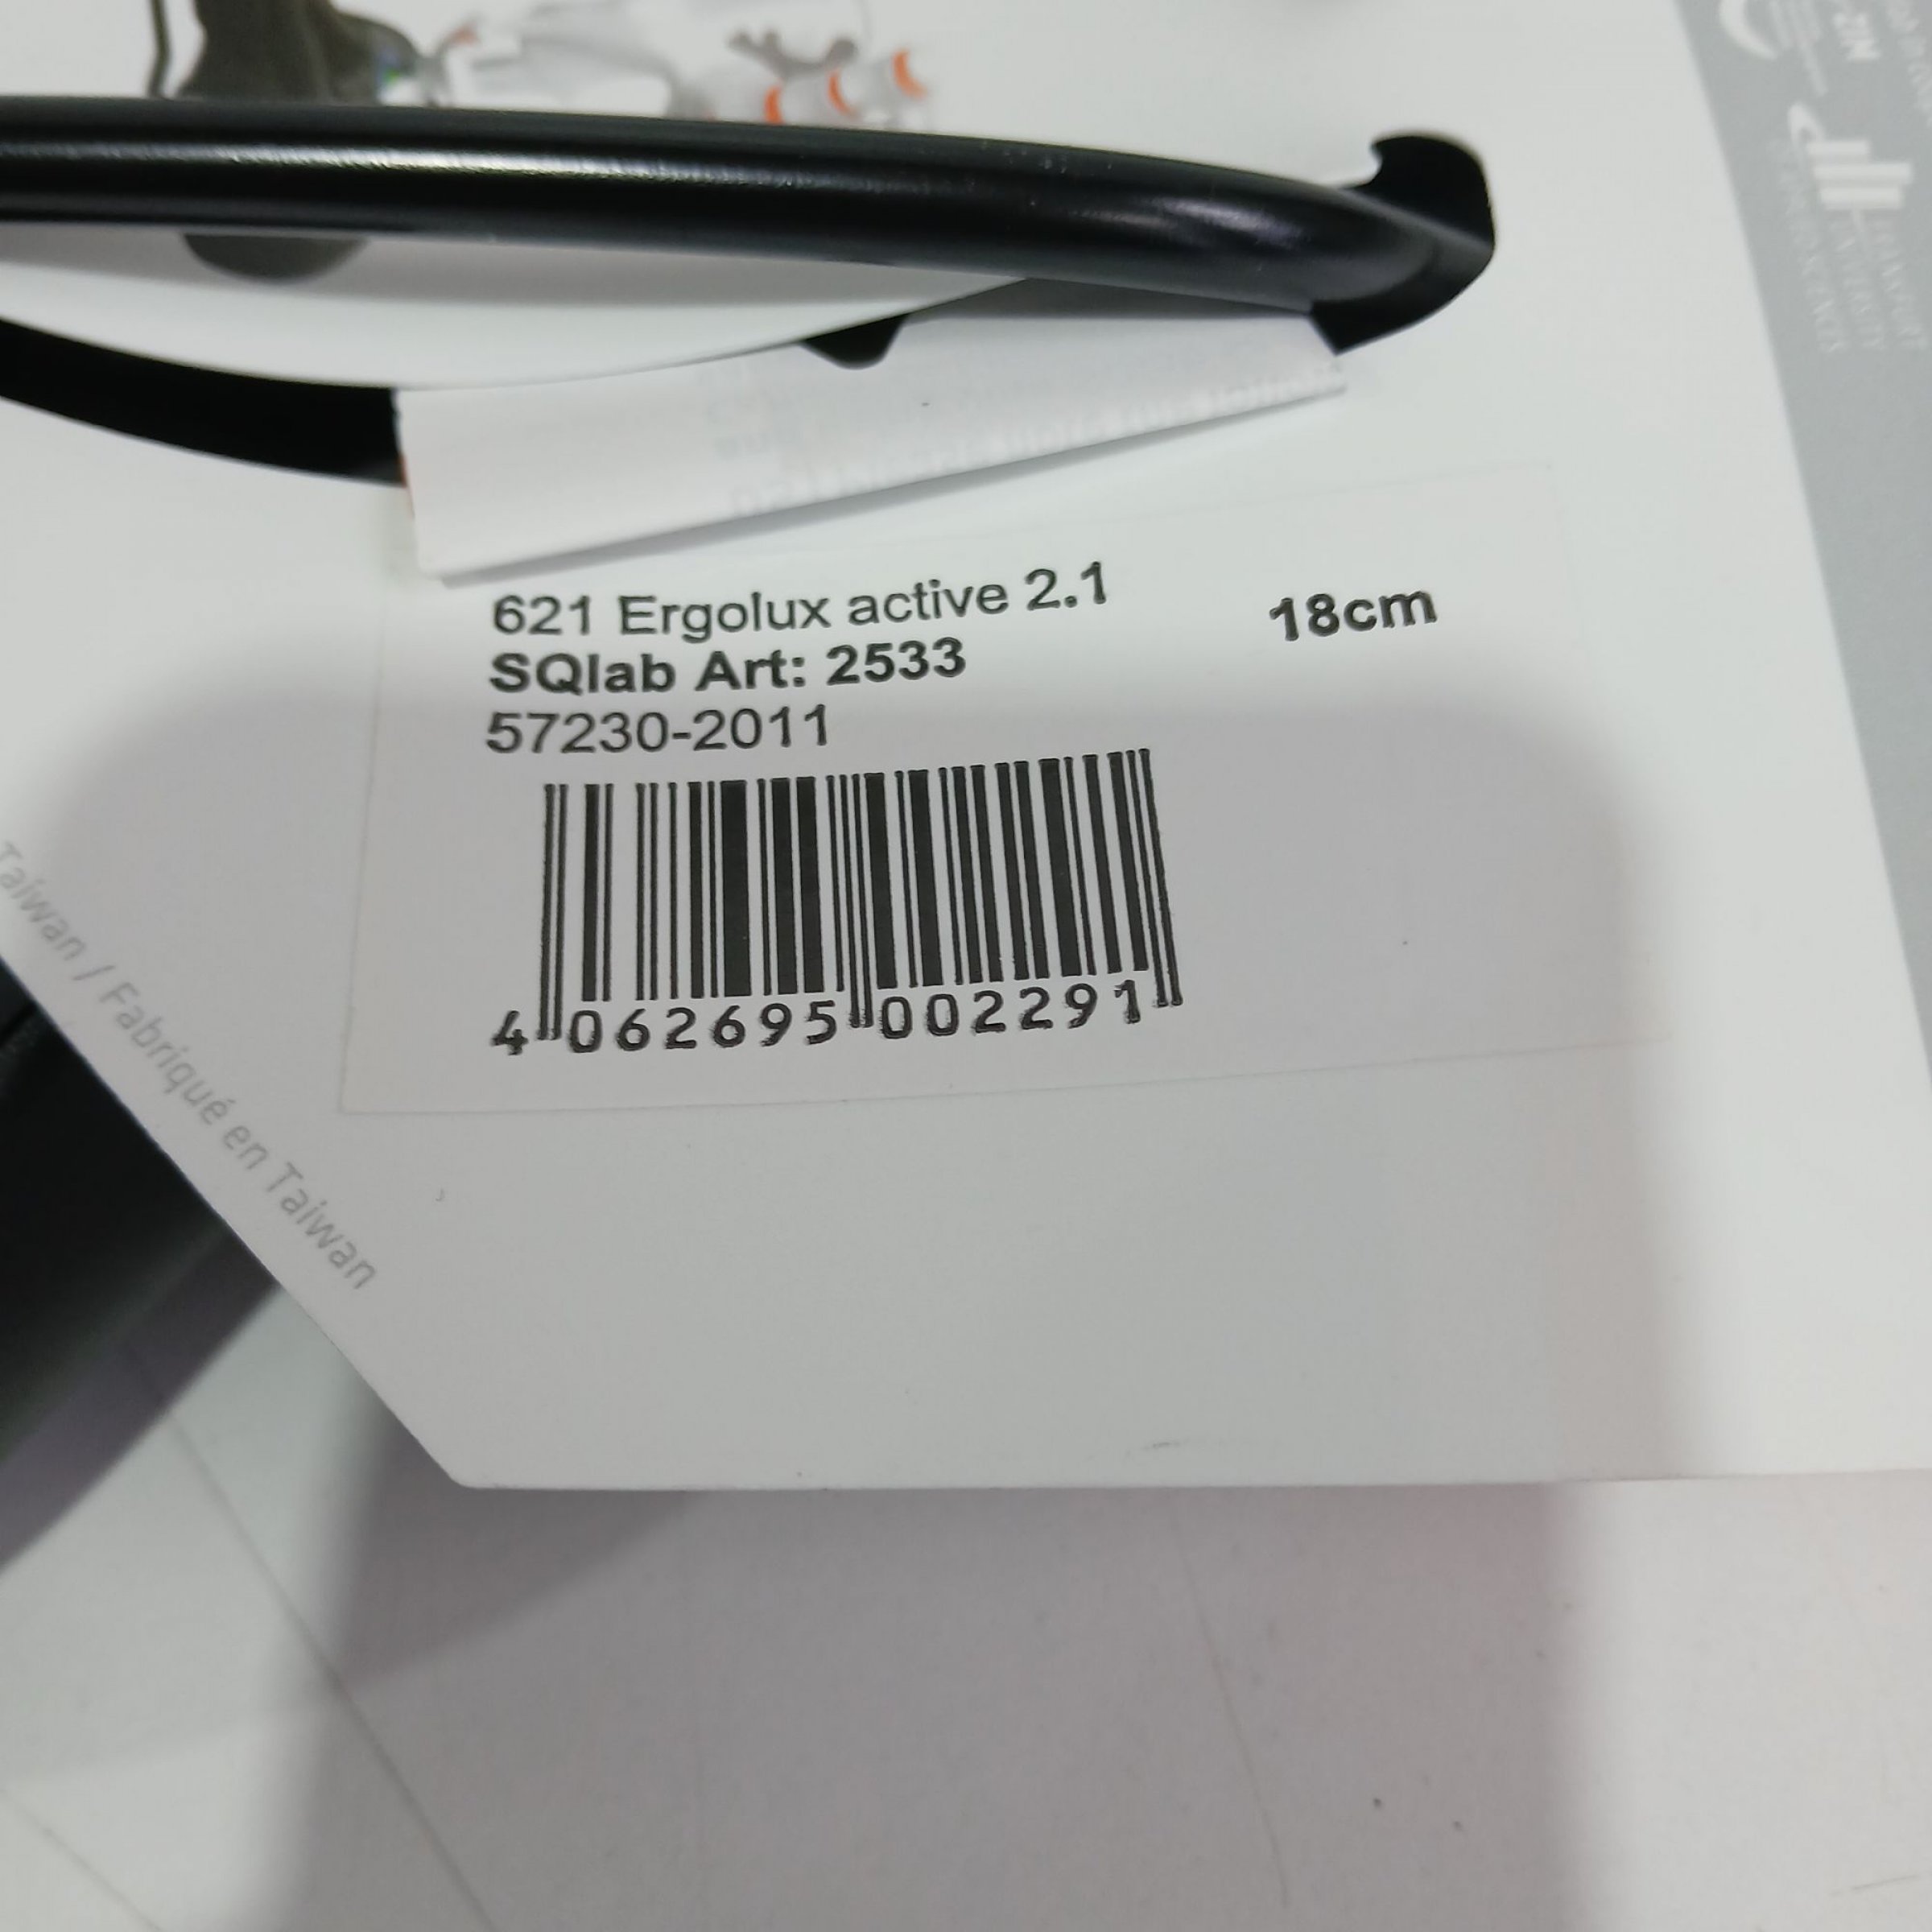 621 Ergolux active 2.1
18cm
SQlab Art: 2533
57230-2011
4 062695 002291
Taiwan / Fabriqué en Taiwan